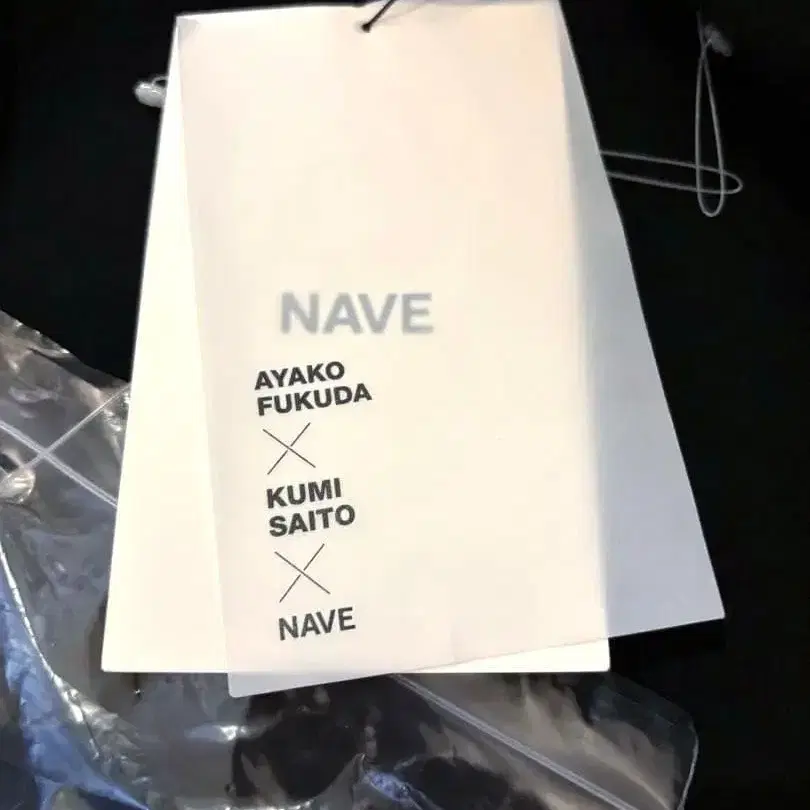 NAVE
AYAKO
FUKUDA
×
KUMI
SAITO
×
NAVE